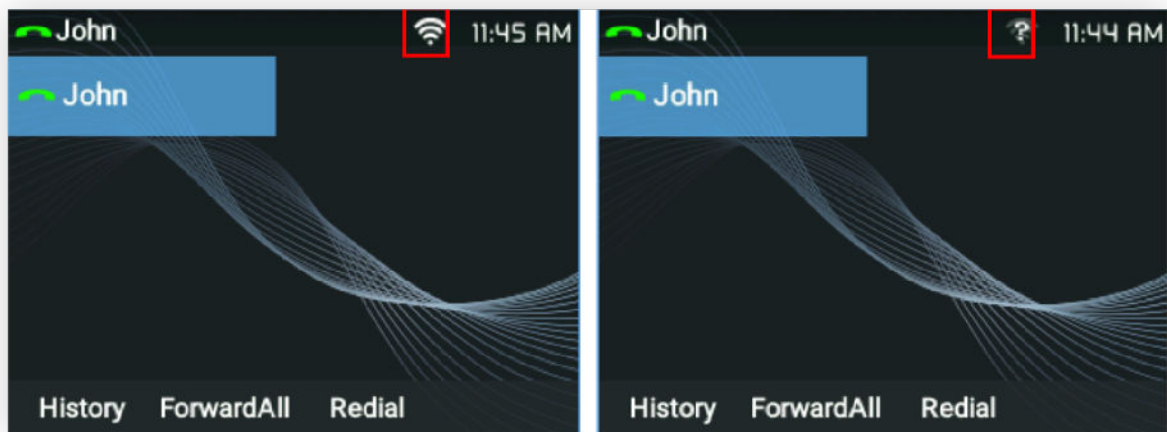 John 11:45 AM
John
History ForwardAll Redial
John ? 11:44 AM
John
History ForwardAll Redial